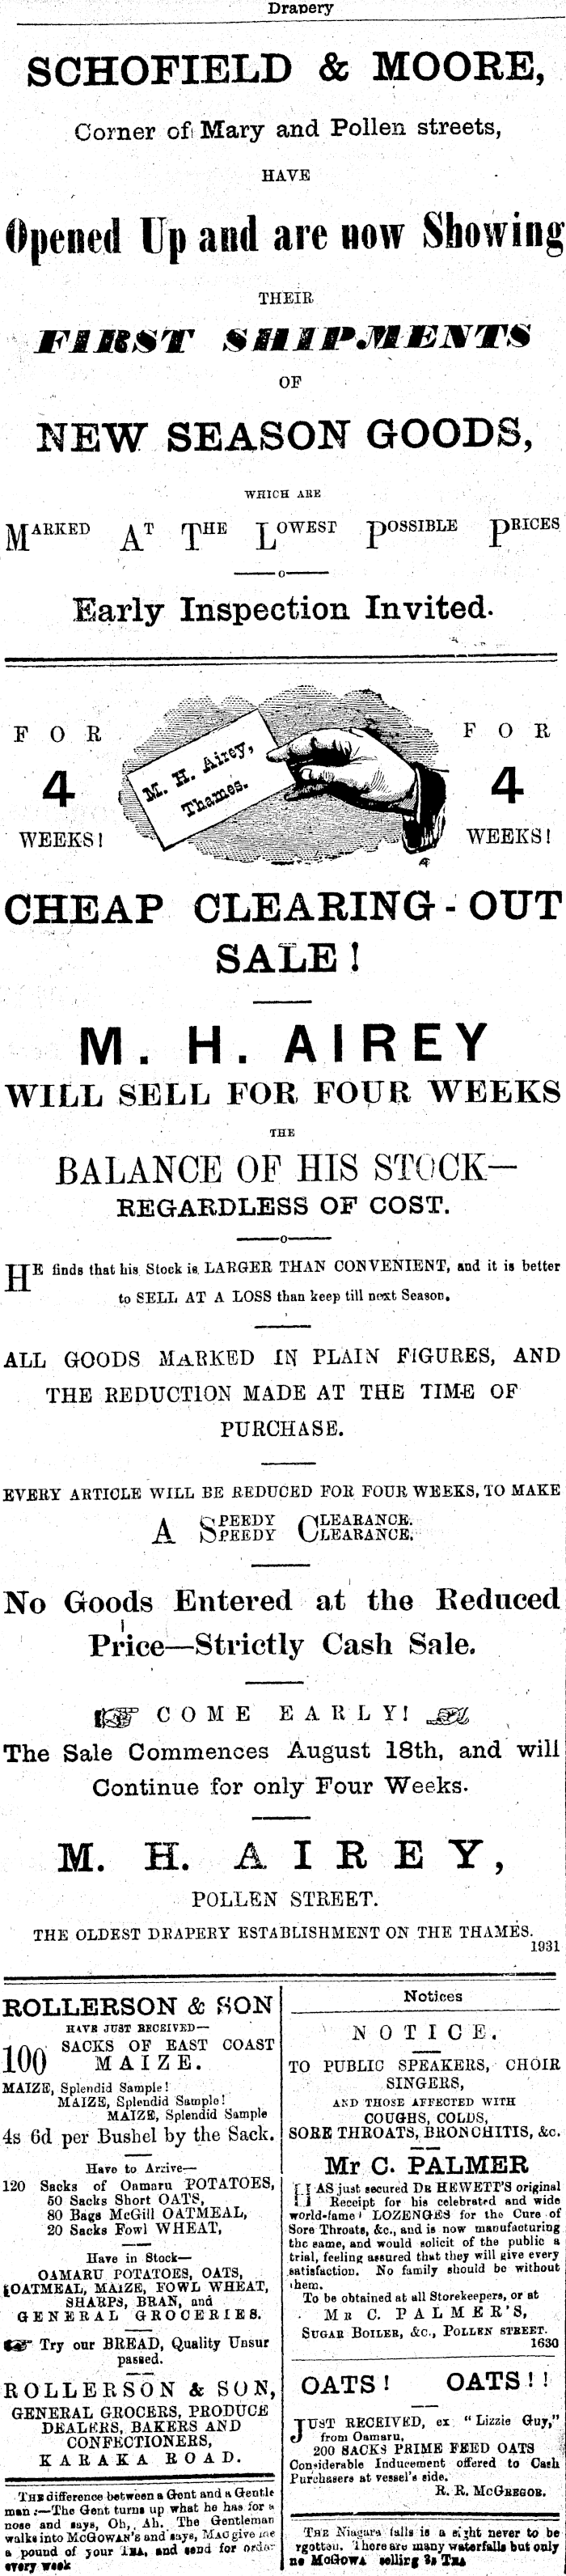 Drapery
SCHOFIELD & MOORE,
Corner of Mary and Pollen streets,
HAVE
Opened Up and are now Showing
THEIR
FIRST SHIPMENTS
OF
NEW SEASON GOODS,
WHICH ARE
MARKED AT THE LOWEST POSSIBLE PRICES
o
Early Inspection Invited.
FOR
4
WEEKS!
M. H. Airey,
Thames.
FOR
4
WEEKS!
CHEAP CLEARING-OUT
SALE!
M. H. AIREY
WILL SELL FOR FOUR WEEKS
THE
BALANCE OF HIS STOCK—
REGARDLESS OF COST.
o
HE finds that his Stock is LARGER THAN CONVENIENT, and it is better
to SELL AT A LOSS than keep till next Season.
ALL GOODS MARKED IN PLAIN FIGURES, AND
THE REDUCTION MADE AT THE TIME OF
PURCHASE.
EVERY ARTICLE WILL BE REDUCED FOR FOUR WEEKS, TO MAKE
A SPEEDY CLEARANCE.
SPEEDY CLEARANCE.
No Goods Entered at the Reduced
Price—Strictly Cash Sale.
COME EARLY!
The Sale Commences August 18th, and will
Continue for only Four Weeks.
M. H. AIREY,
POLLEN STREET.
THE OLDEST DRAPERY ESTABLISHMENT ON THE THAMES.
1931
ROLLERSON & SON
HAVE JUST RECEIVED—
100 SACKS OF EAST COAST
MAIZE.
MAIZE, Splendid Sample!
MAIZE, Splendid Sample!
MAIZE, Splendid Sample
4s 6d per Bushel by the Sack.
Have to Arrive—
120 Sacks of Oamaru POTATOES,
50 Sacks Short OATS,
80 Bags McGill OATMEAL,
20 Sacks Fowl WHEAT,
Have in Stock—
OAMARU POTATOES, OATS,
OATMEAL, MAIZE, FOWL WHEAT,
SHARPS, BRAN, and
GENERAL GROCERIES.
Try our BREAD, Quality Unsur
passed.
ROLLERSON & SON,
GENERAL GROCERS, PRODUCE
DEALERS, BAKERS AND
CONFECTIONERS,
KARAKA ROAD.
THE difference between a Gent and a Gentle
man:—The Gent turns up what he has for a
nose and says, Oh, Ah. The Gentleman
walks into McGOWAN'S and says, MAC give me
a pound of your TEA, and send for order
every week
Notices
NOTICE.
TO PUBLIC SPEAKERS, CHOIR
SINGERS,
AND THOSE AFFECTED WITH
COUGHS, COLDS,
SORE THROATS, BRONCHITIS, &c.
Mr C. PALMER
HAS just secured DR HEWETT'S original
Receipt for his celebrated and wide
world-fame LOZENGES for the Cure of
Sore Throats, &c., and is now manufacturing
the same, and would solicit of the public a
trial, feeling assured that they will give every
satisfaction. No family should be without
them.
To be obtained at all Storekeepers, or at
MR C. PALMER'S,
SUGAR BOILER, &c., POLLEN STREET.
1630
OATS! OATS!!
JUST RECEIVED, ex "Lizzie Guy,"
from Oamaru,
200 SACKS PRIME FEED OATS
Considerable Inducement offered to Cash
Purchasers at vessel's side.
R. R. McGREGOR.
THE Niagara falls is a sight never to be
rgotten. There are many waterfalls but only
ne McGOWA selling 2s TEA